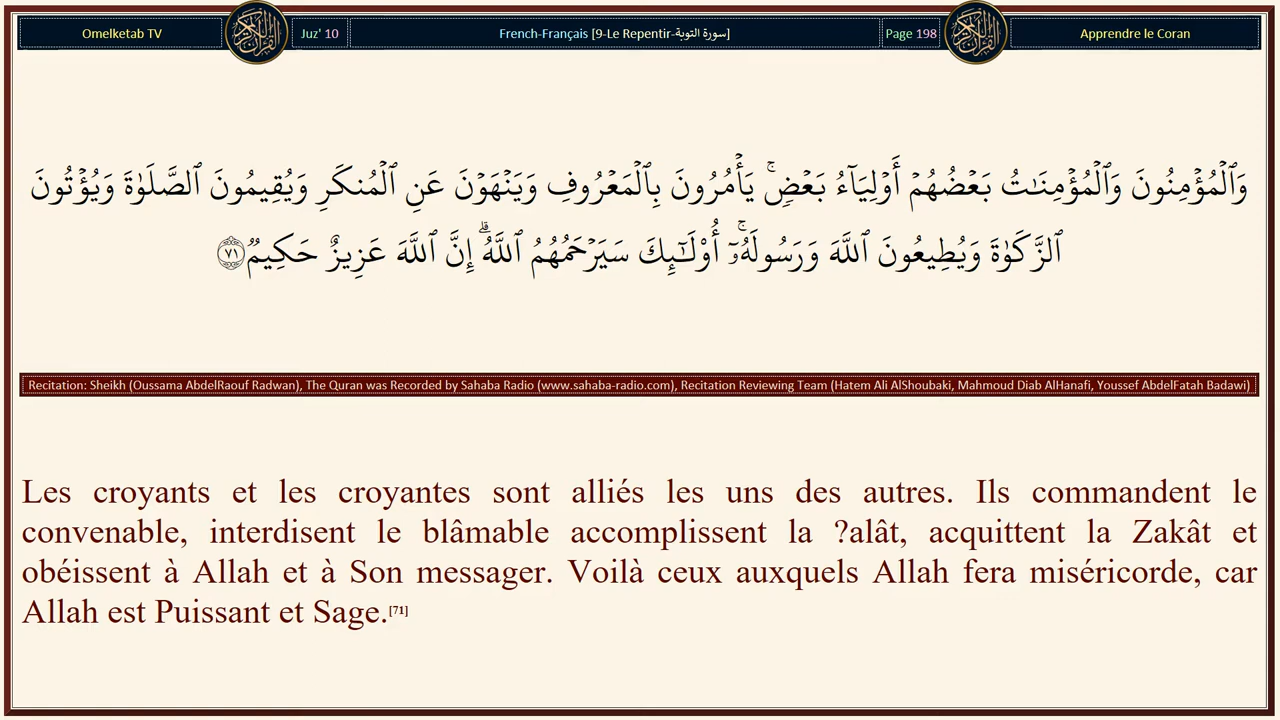 Omelketab TV
Juz' 10
French-Français [9-Le Repentir-سورة التوبة]
Page 198
Apprendre le Coran
وَٱلۡمُؤۡمِنُونَ وَٱلۡمُؤۡمِنَٰتُ بَعۡضُهُمۡ أَوۡلِيَآءُ بَعۡضٖۚ يَأۡمُرُونَ بِٱلۡمَعۡرُوفِ وَيَنۡهَوۡنَ عَنِ ٱلۡمُنكَرِ وَيُقِيمُونَ ٱلصَّلَوٰةَ وَيُؤۡتُونَ
ٱلزَّكَوٰةَ وَيُطِيعُونَ ٱللَّهَ وَرَسُولَهُۥٓۚ أُوْلَٰٓئِكَ سَيَرۡحَمُهُمُ ٱللَّهُۗ إِنَّ ٱللَّهَ عَزِيزٌ حَكِيمٞ ٧١
Recitation: Sheikh (Oussama AbdelRaouf Radwan), The Quran was Recorded by Sahaba Radio (www.sahaba-radio.com), Recitation Reviewing Team (Hatem Ali AlShoubaki, Mahmoud Diab AlHanafi, Youssef AbdelFatah Badawi)
Les croyants et les croyantes sont alliés les uns des autres. Ils commandent le
convenable, interdisent le blâmable accomplissent la ?alât, acquittent la Zakât et
obéissent à Allah et à Son messager. Voilà ceux auxquels Allah fera miséricorde, car
Allah est Puissant et Sage.[71]